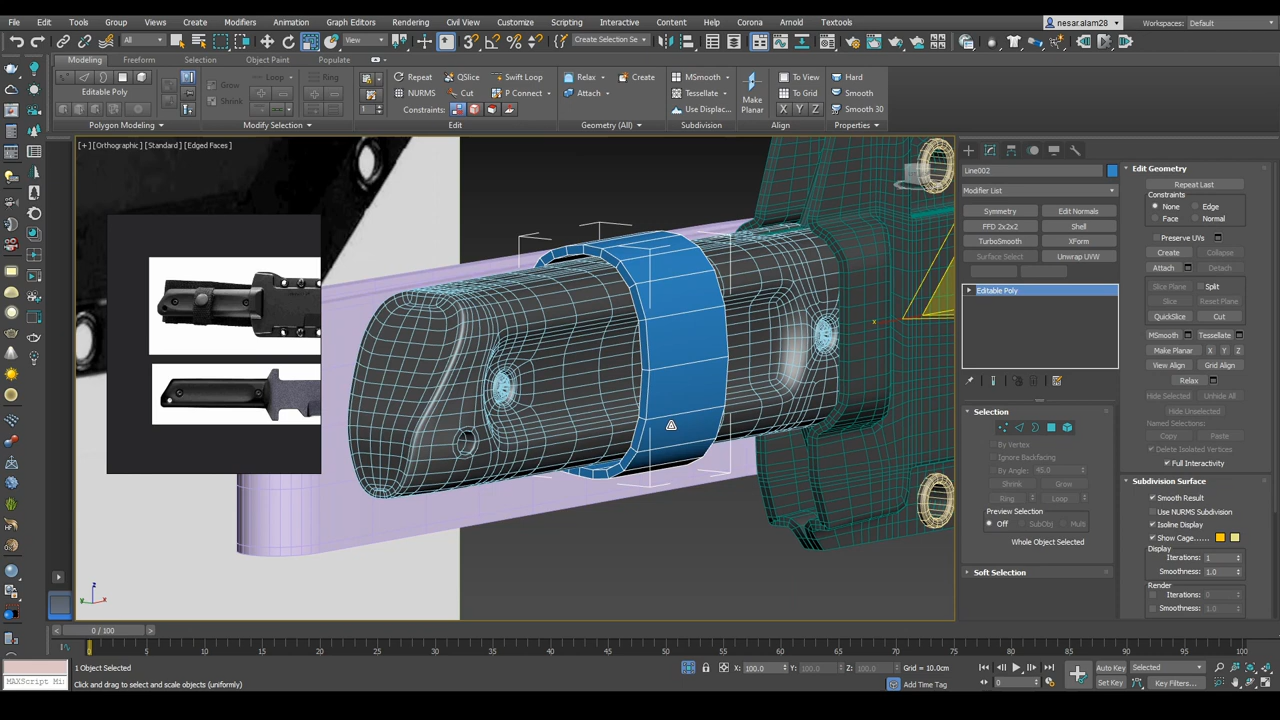 File Edit Tools Group Views Create Modifiers Animation Graph Editors Rendering Civil View Customize Scripting Interactive Content Help Corona Arnold Textools nesar.alam28 Workspaces: Default
All View Create Selection Se
Modeling Freeform Selection Object Paint Populate
Loop Ring Repeat QSlice Swift Loop Relax Create MSmooth To View Hard
Editable Poly Grow NURMS Cut P Connect Attach Tessellate Make Planar To Grid Smooth
Shrink 1 Constraints: Use Displac... X Y Z Smooth 30
Polygon Modeling Modify Selection Edit Geometry (All) Subdivision Align Properties
[+] [Orthographic] [Standard] [Edged Faces]
Line002
Modifier List
Symmetry Edit Normals
FFD 2x2x2 Shell
TurboSmooth XForm
Surface Select Unwrap UVW
Editable Poly
Selection
By Vertex
Ignore Backfacing
By Angle: 45.0
Shrink Grow
Ring Loop
Preview Selection
Off SubObj Multi
Whole Object Selected
Soft Selection
Edit Geometry
Repeat Last
Constraints
None Edge
Face Normal
Preserve UVs
Create Collapse
Attach Detach
Slice Plane Split
Slice Reset Plane
QuickSlice Cut
MSmooth Tessellate
Make Planar X Y Z
View Align Grid Align
Relax
Hide Selected Unhide All
Hide Unselected
Named Selections:
Copy Paste
Delete Isolated Vertices
Full Interactivity
Subdivision Surface
Smooth Result
Use NURMS Subdivision
Isoline Display
Show Cage......
Display
Iterations: 1
Smoothness: 1.0
Render
Iterations: 0
Smoothness: 1.0
x
z
y x
< 0 / 100 >
0 5 10 15 20 25 30 35 40 45 50 55 60 65 70 75 80 85 90 95 100
1 Object Selected X: 100.0 Y: 100.0 Z: 100.0 Grid = 10.0cm Auto Key Selected
MAXScript Mi Click and drag to select and scale objects (uniformly) Add Time Tag 0 Set Key Key Filters...